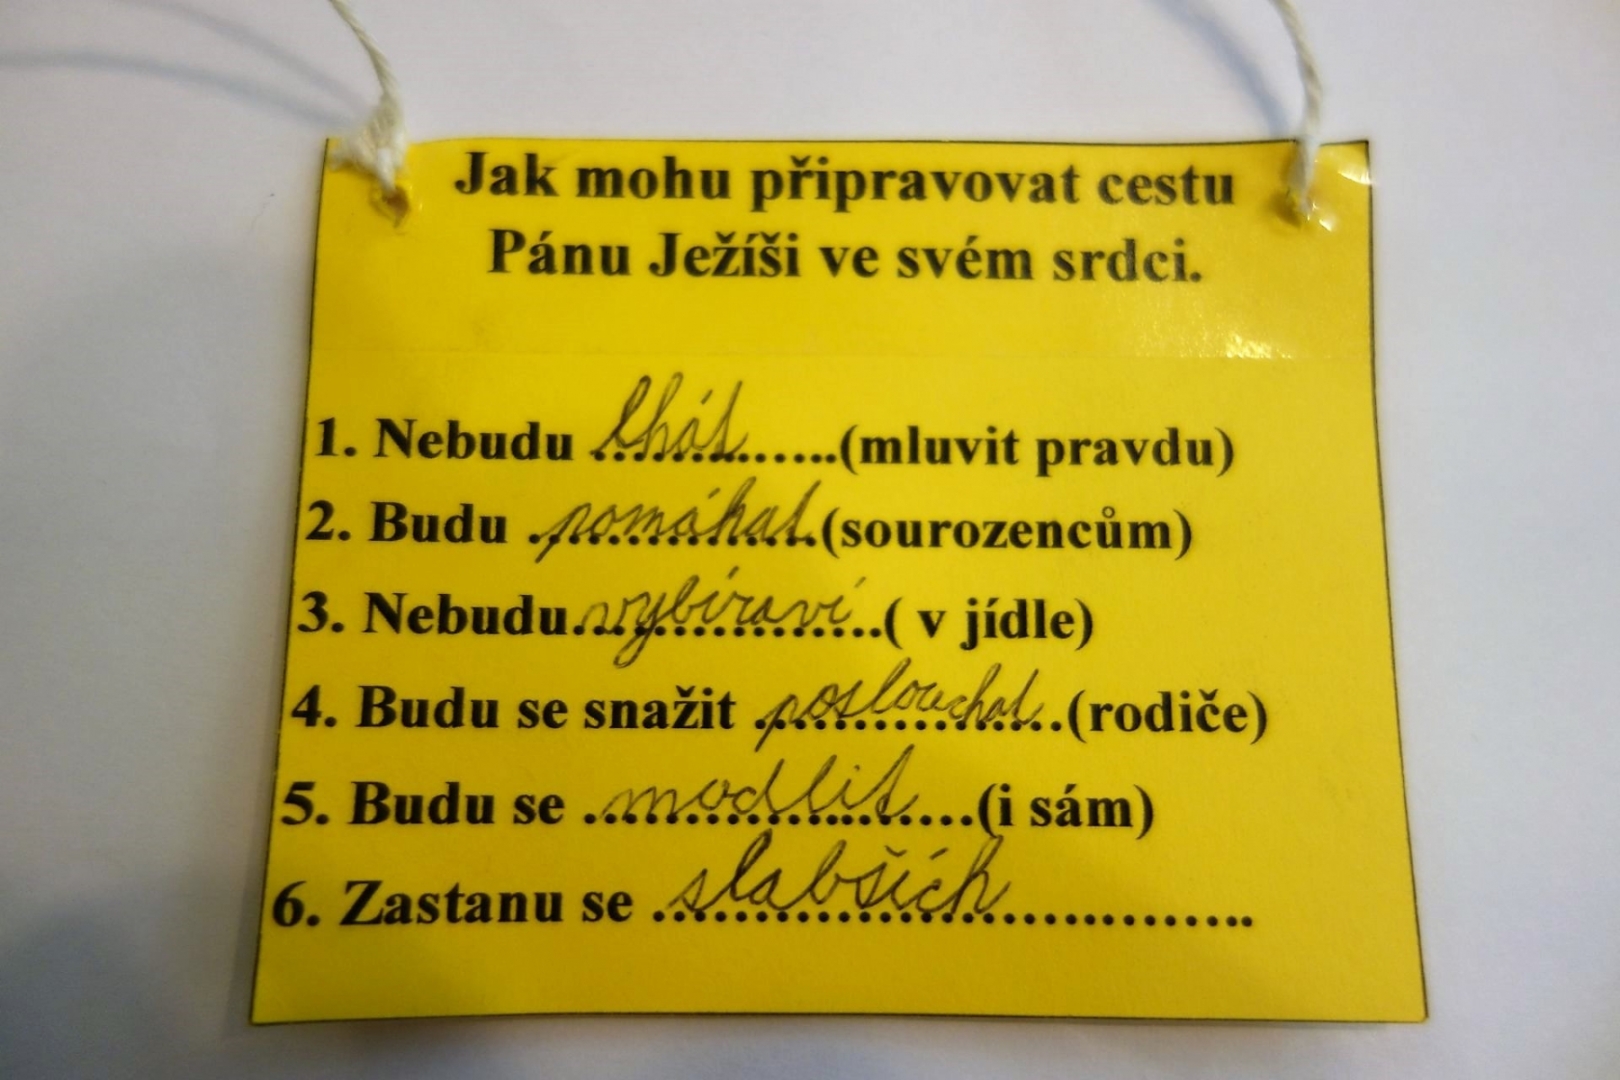 Jak mohu připravovat cestu
Pánu Ježíši ve svém srdci.
1. Nebudu lhát......(mluvit pravdu)
2. Budu .pomáhat.(sourozencům)
3. Nebudu..vybíraví..( v jídle)
4. Budu se snažit .poslouchat..(rodiče)
5. Budu se .modlit....(i sám)
6. Zastanu se .slabších............